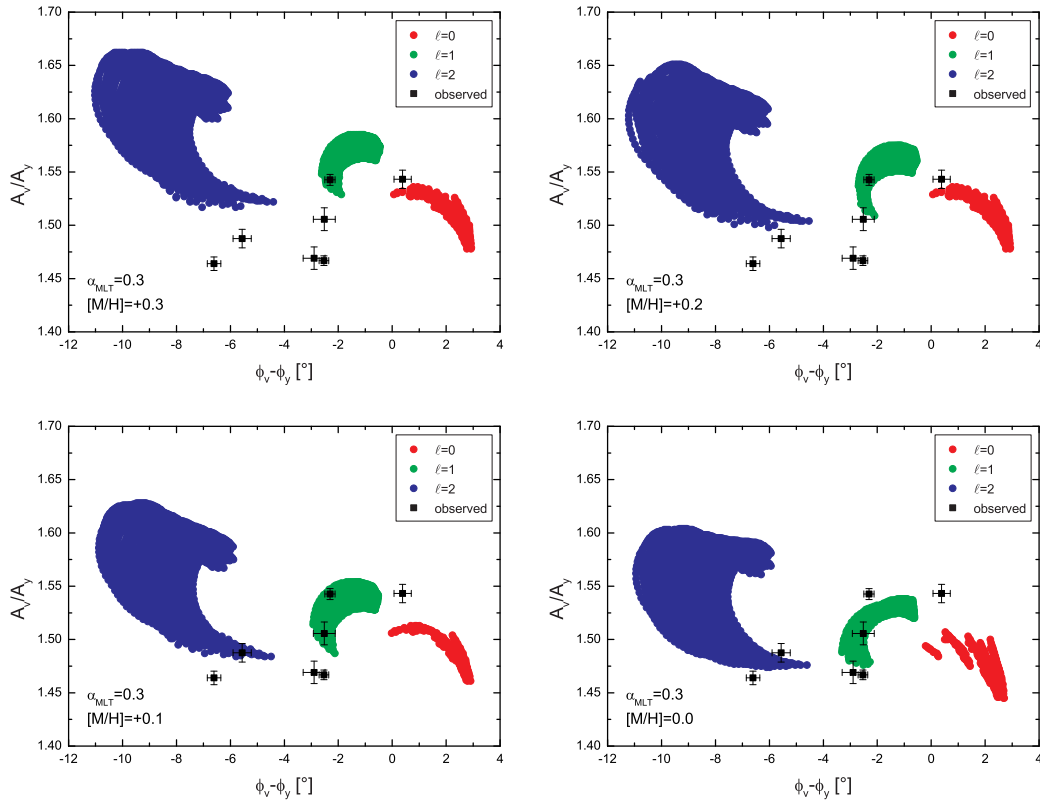 1.70
1.65
1.60
1.55
1.50
1.45
1.40
A_v/A_y
-12 -10 -8 -6 -4 -2 0 2 4
ϕ_v-ϕ_y [°]
ℓ=0
ℓ=1
ℓ=2
observed
α_MLT=0.3
[M/H]=+0.3
1.70
1.65
1.60
1.55
1.50
1.45
1.40
A_v/A_y
-12 -10 -8 -6 -4 -2 0 2 4
ϕ_v-ϕ_y [°]
ℓ=0
ℓ=1
ℓ=2
observed
α_MLT=0.3
[M/H]=+0.2
1.70
1.65
1.60
1.55
1.50
1.45
1.40
A_v/A_y
-12 -10 -8 -6 -4 -2 0 2 4
ϕ_v-ϕ_y [°]
ℓ=0
ℓ=1
ℓ=2
observed
α_MLT=0.3
[M/H]=+0.1
1.70
1.65
1.60
1.55
1.50
1.45
1.40
A_v/A_y
-12 -10 -8 -6 -4 -2 0 2 4
ϕ_v-ϕ_y [°]
ℓ=0
ℓ=1
ℓ=2
observed
α_MLT=0.3
[M/H]=0.0